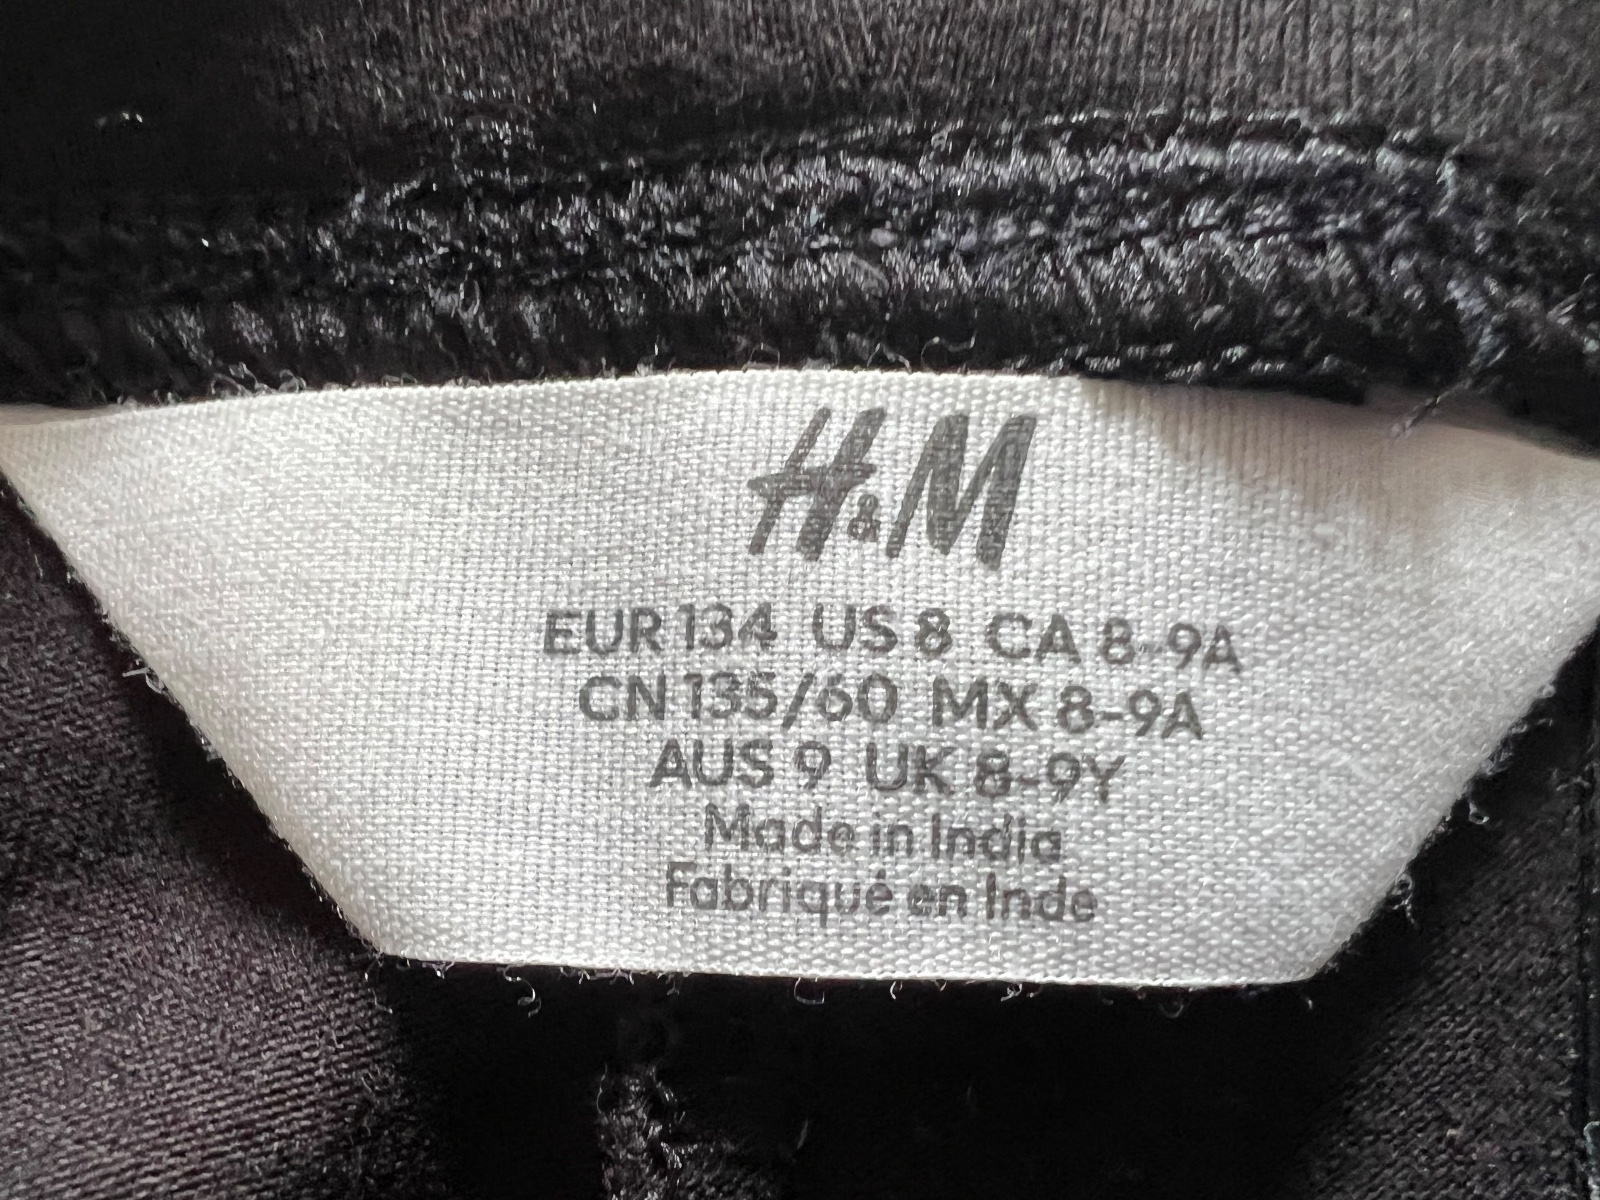 H&M
EUR 134 US 8 CA 8-9A
CN 135/60 MX 8-9A
AUS 9 UK 8-9Y
Made in India
Fabriqué en Inde